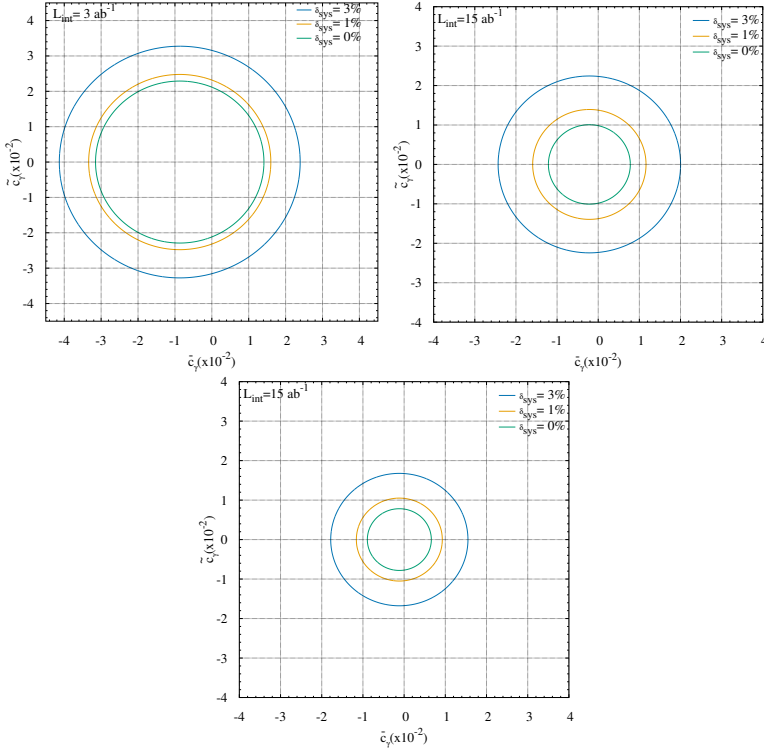 L_int= 3 ab^-1
δ_sys= 3%
δ_sys= 1%
δ_sys= 0%
4
3
2
1
0
-1
-2
-3
-4
c̃_γ(x10^-2)
-4 -3 -2 -1 0 1 2 3 4
c̄_γ(x10^-2)
L_int=15 ab^-1
δ_sys= 3%
δ_sys= 1%
δ_sys= 0%
4
3
2
1
0
-1
-2
-3
-4
c̃_γ(x10^-2)
-4 -3 -2 -1 0 1 2 3 4
c̄_γ(x10^-2)
L_int=15 ab^-1
δ_sys= 3%
δ_sys= 1%
δ_sys= 0%
4
3
2
1
0
-1
-2
-3
-4
c̃_γ(x10^-2)
-4 -3 -2 -1 0 1 2 3 4
c̄_γ(x10^-2)